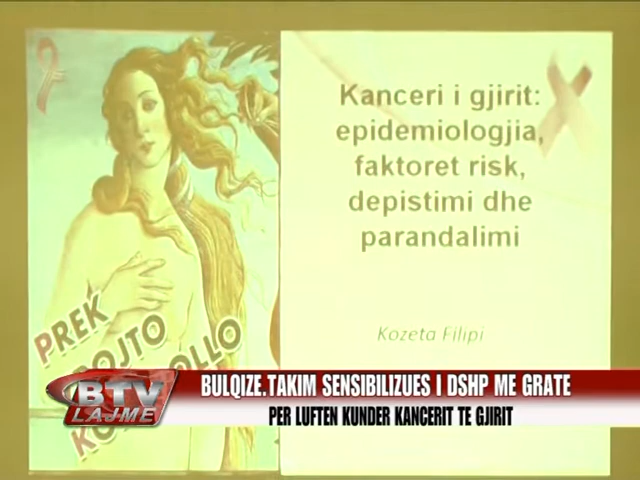 Kanceri i gjirit:
epidemiologjia,
faktoret risk,
depistimi dhe
parandalimi
Kozeta Filipi
PREK
BTV
LAJME
BULQIZE.TAKIM SENSIBILIZUES I DSHP ME GRATE
PER LUFTEN KUNDER KANCERIT TE GJIRIT